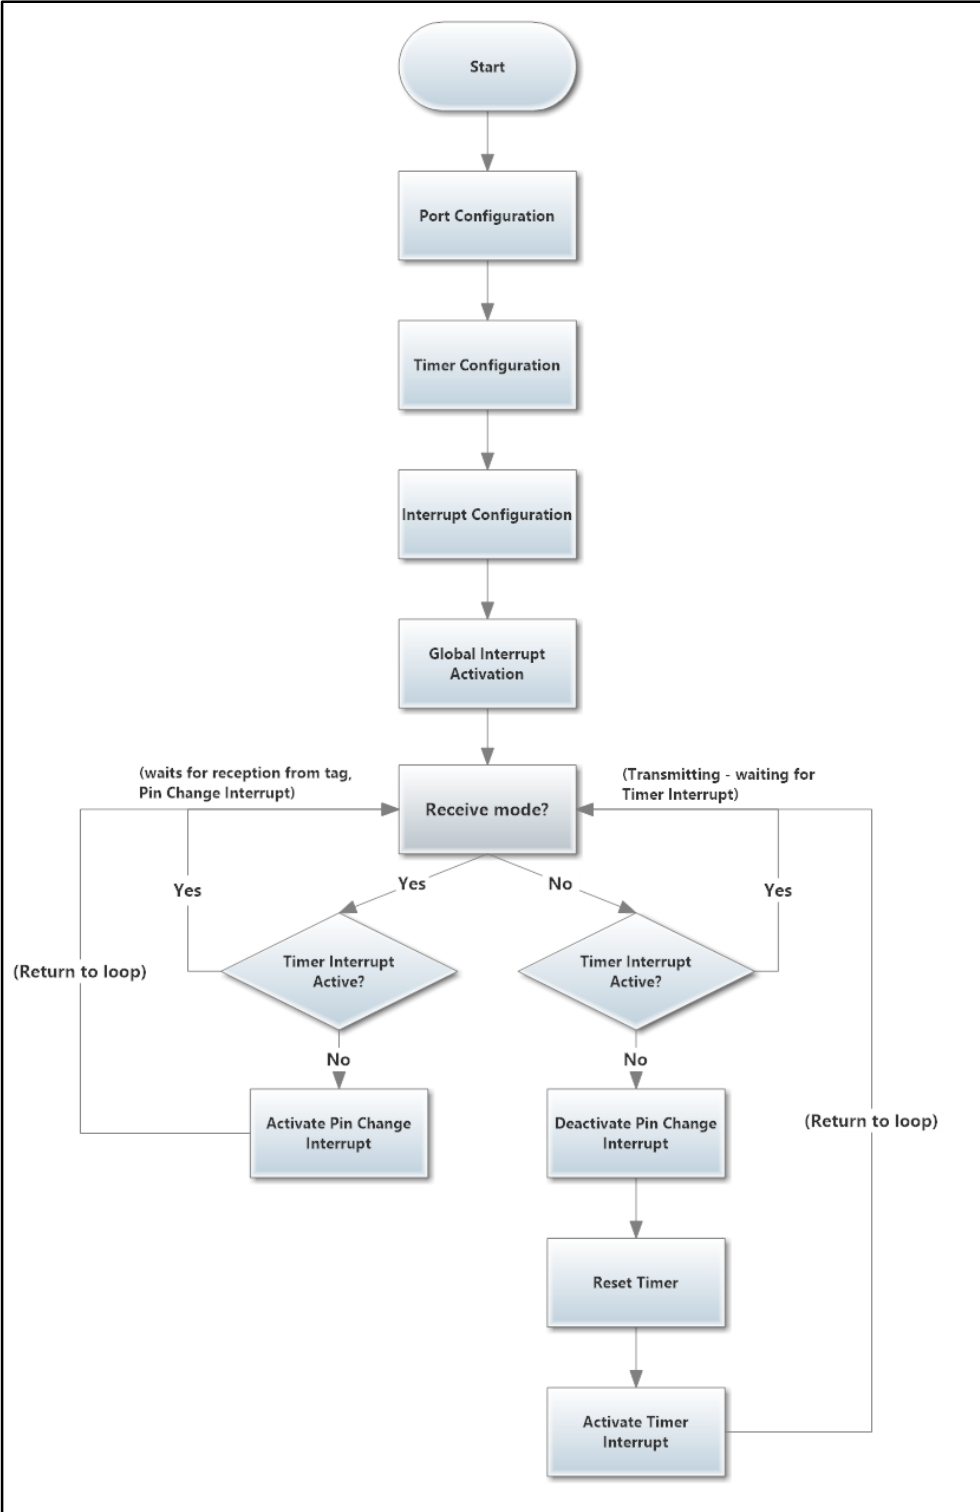 Start
Port Configuration
Timer Configuration
Interrupt Configuration
Global Interrupt
Activation
(waits for reception from tag,
Pin Change Interrupt)
(Transmitting - waiting for
Timer Interrupt)
Receive mode?
Yes
No
Yes
Yes
Timer Interrupt
Active?
Timer Interrupt
Active?
(Return to loop)
No
No
Activate Pin Change
Interrupt
Deactivate Pin Change
Interrupt
(Return to loop)
Reset Timer
Activate Timer
Interrupt